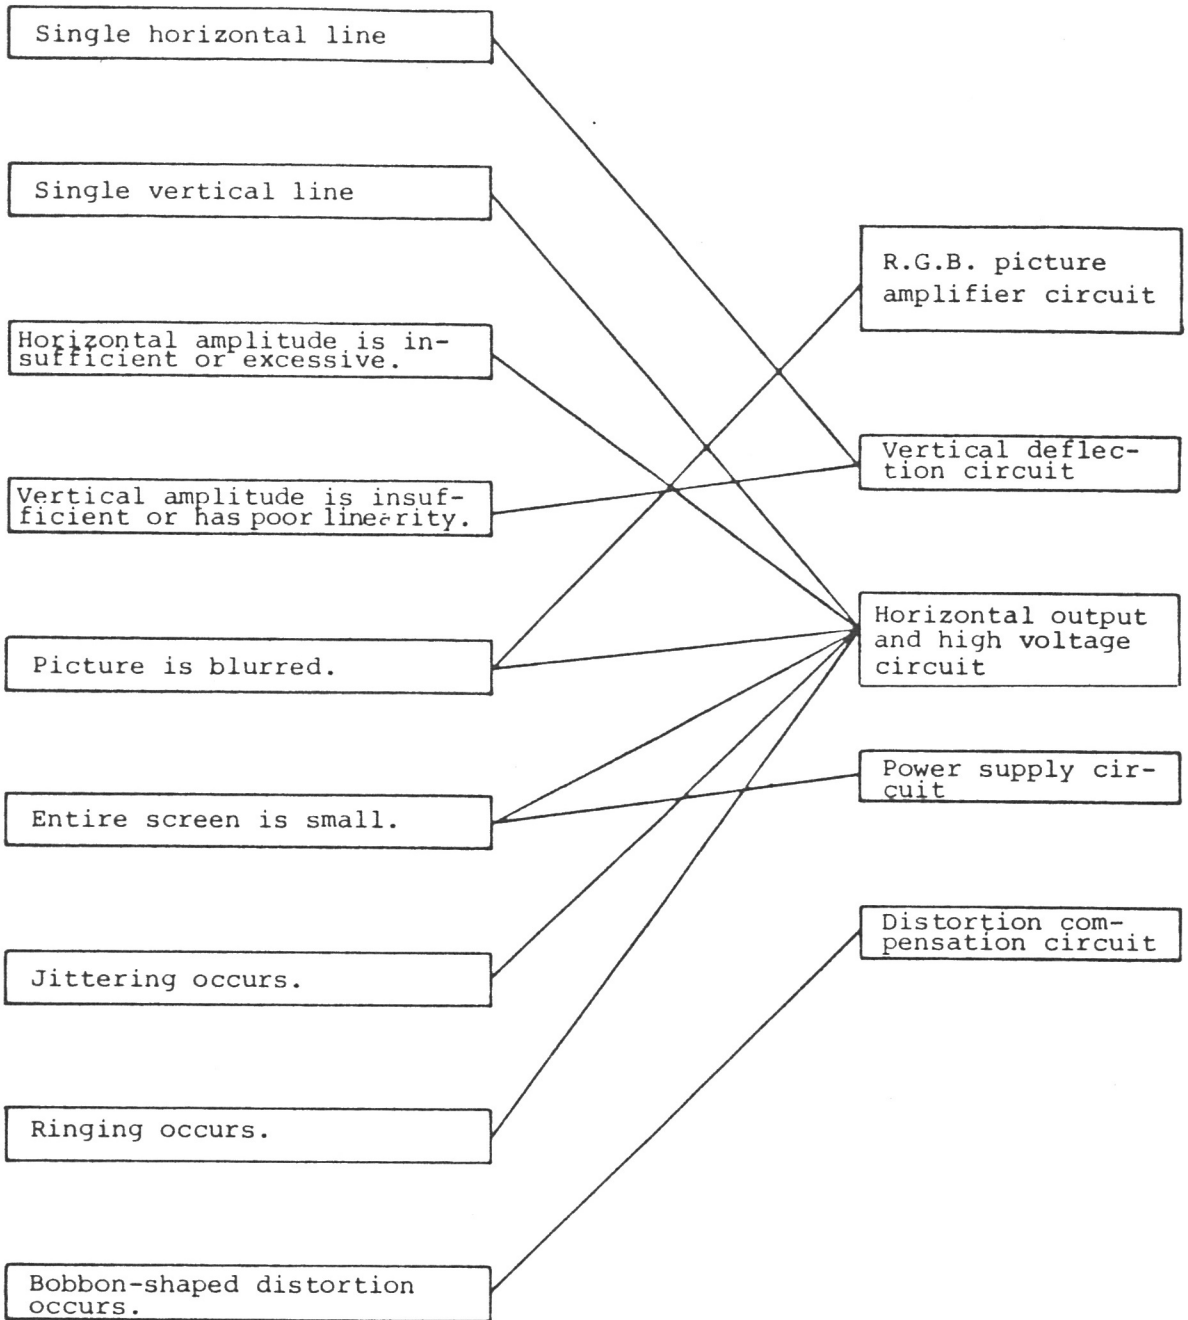 Single horizontal line
Single vertical line
Horizontal amplitude is in-
sufficient or excessive.
Vertical amplitude is insuf-
ficient or has poor linearity.
Picture is blurred.
Entire screen is small.
Jittering occurs.
Ringing occurs.
Bobbon-shaped distortion
occurs.
R.G.B. picture
amplifier circuit
Vertical deflec-
tion circuit
Horizontal output
and high voltage
circuit
Power supply cir-
cuit
Distortion com-
pensation circuit